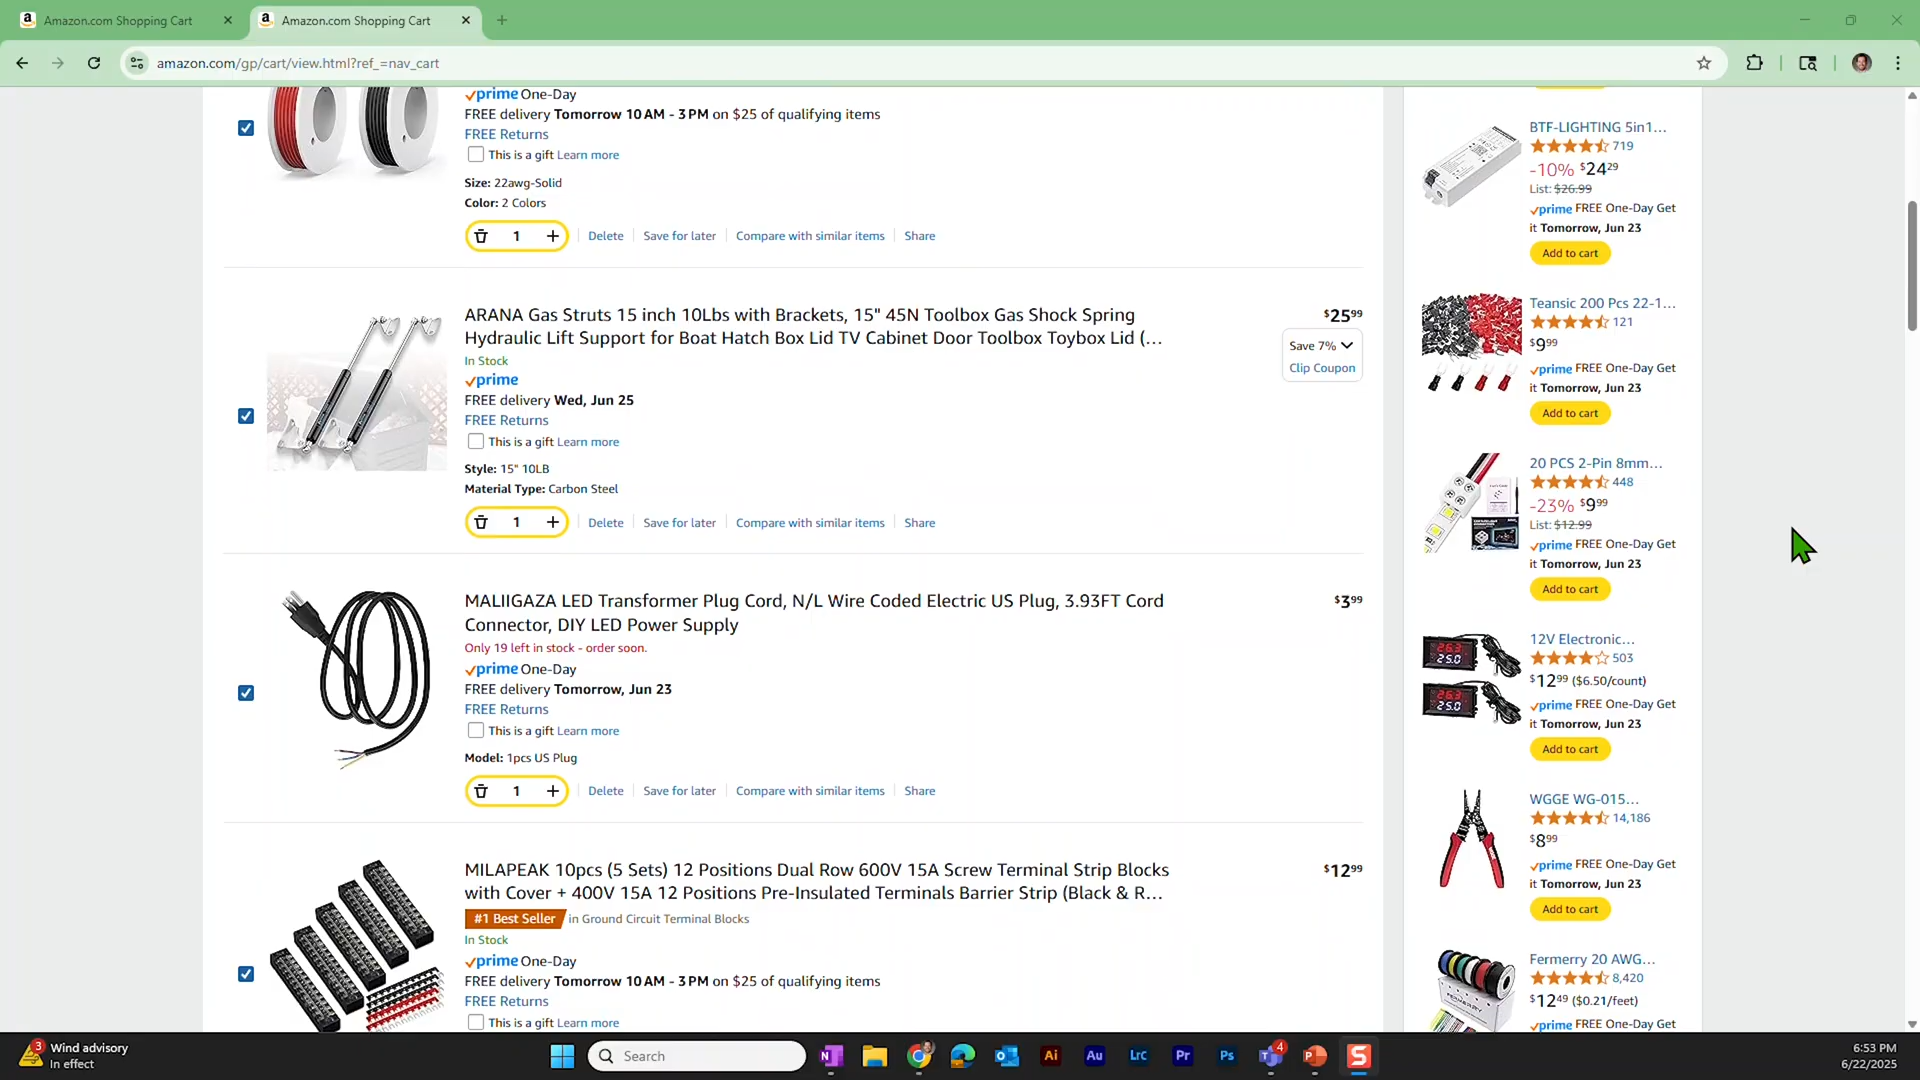 Amazon.com Shopping Cart
Amazon.com Shopping Cart
amazon.com/gp/cart/view.html?ref_=nav_cart
prime One-Day
FREE delivery Tomorrow 10 AM - 3 PM on $25 of qualifying items
FREE Returns
This is a gift Learn more
Size: 22awg-Solid
Color: 2 Colors
1
Delete
Save for later
Compare with similar items
Share
ARANA Gas Struts 15 inch 10Lbs with Brackets, 15" 45N Toolbox Gas Shock Spring
Hydraulic Lift Support for Boat Hatch Box Lid TV Cabinet Door Toolbox Toybox Lid (...
$25 99
Save 7%
Clip Coupon
In Stock
prime
FREE delivery Wed, Jun 25
FREE Returns
This is a gift Learn more
Style: 15" 10LB
Material Type: Carbon Steel
1
Delete
Save for later
Compare with similar items
Share
MALIIGAZA LED Transformer Plug Cord, N/L Wire Coded Electric US Plug, 3.93FT Cord
Connector, DIY LED Power Supply
$3 99
Only 19 left in stock - order soon.
prime One-Day
FREE delivery Tomorrow, Jun 23
FREE Returns
This is a gift Learn more
Model: 1pcs US Plug
1
Delete
Save for later
Compare with similar items
Share
MILAPEAK 10pcs (5 Sets) 12 Positions Dual Row 600V 15A Screw Terminal Strip Blocks
with Cover + 400V 15A 12 Positions Pre-Insulated Terminals Barrier Strip (Black & R...
$12 99
#1 Best Seller in Ground Circuit Terminal Blocks
In Stock
prime One-Day
FREE delivery Tomorrow 10 AM - 3 PM on $25 of qualifying items
FREE Returns
This is a gift Learn more
BTF-LIGHTING 5in1...
719
-10% $24 29
List: $26.99
prime FREE One-Day Get
it Tomorrow, Jun 23
Add to cart
Teansic 200 Pcs 22-1...
121
$9 99
prime FREE One-Day Get
it Tomorrow, Jun 23
Add to cart
20 PCS 2-Pin 8mm...
448
-23% $9 99
List: $12.99
prime FREE One-Day Get
it Tomorrow, Jun 23
Add to cart
12V Electronic...
503
$12 99 ($6.50/count)
prime FREE One-Day Get
it Tomorrow, Jun 23
Add to cart
26.3
25.0
26.3
25.0
WGGE WG-015...
14,186
$8 99
prime FREE One-Day Get
it Tomorrow, Jun 23
Add to cart
Fermerry 20 AWG...
8,420
$12 49 ($0.21/feet)
prime FREE One-Day Get
3
Wind advisory
In effect
Search
Ai
Au
LrC
Pr
Ps
4
6:53 PM
6/22/2025